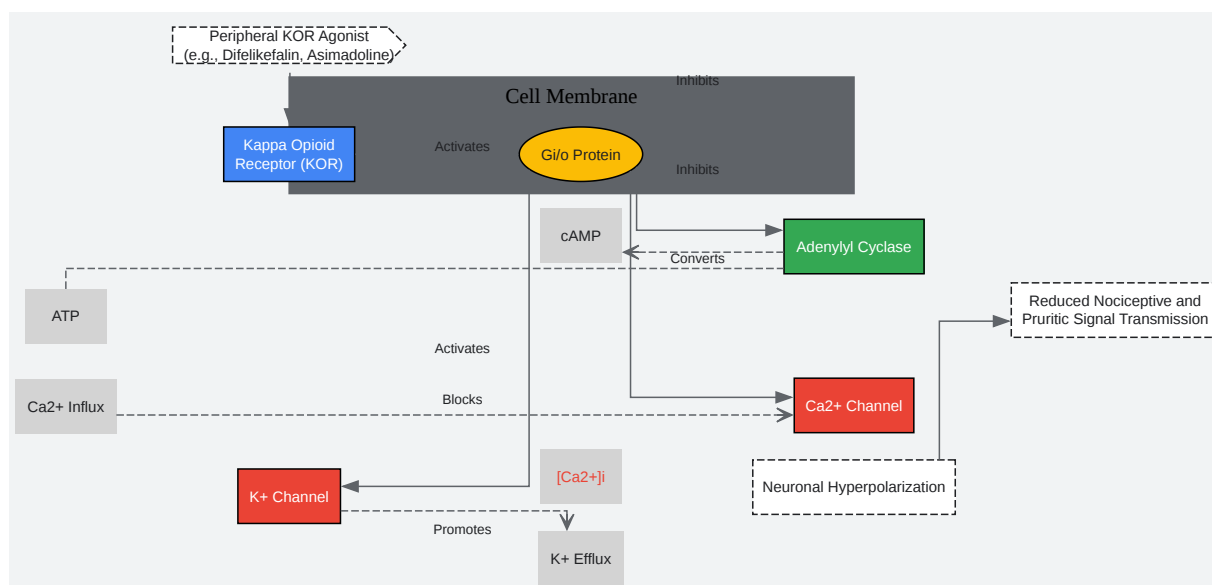 Peripheral KOR Agonist
(e.g., Difelikefalin, Asimadoline)
Inhibits
Cell Membrane
Kappa Opioid
Receptor (KOR)
Activates
Gi/o Protein
Inhibits
cAMP
Adenylyl Cyclase
Converts
ATP
Reduced Nociceptive and
Pruritic Signal Transmission
Activates
Ca2+ Influx
Blocks
Ca2+ Channel
[Ca2+]i
Neuronal Hyperpolarization
K+ Channel
Promotes
K+ Efflux